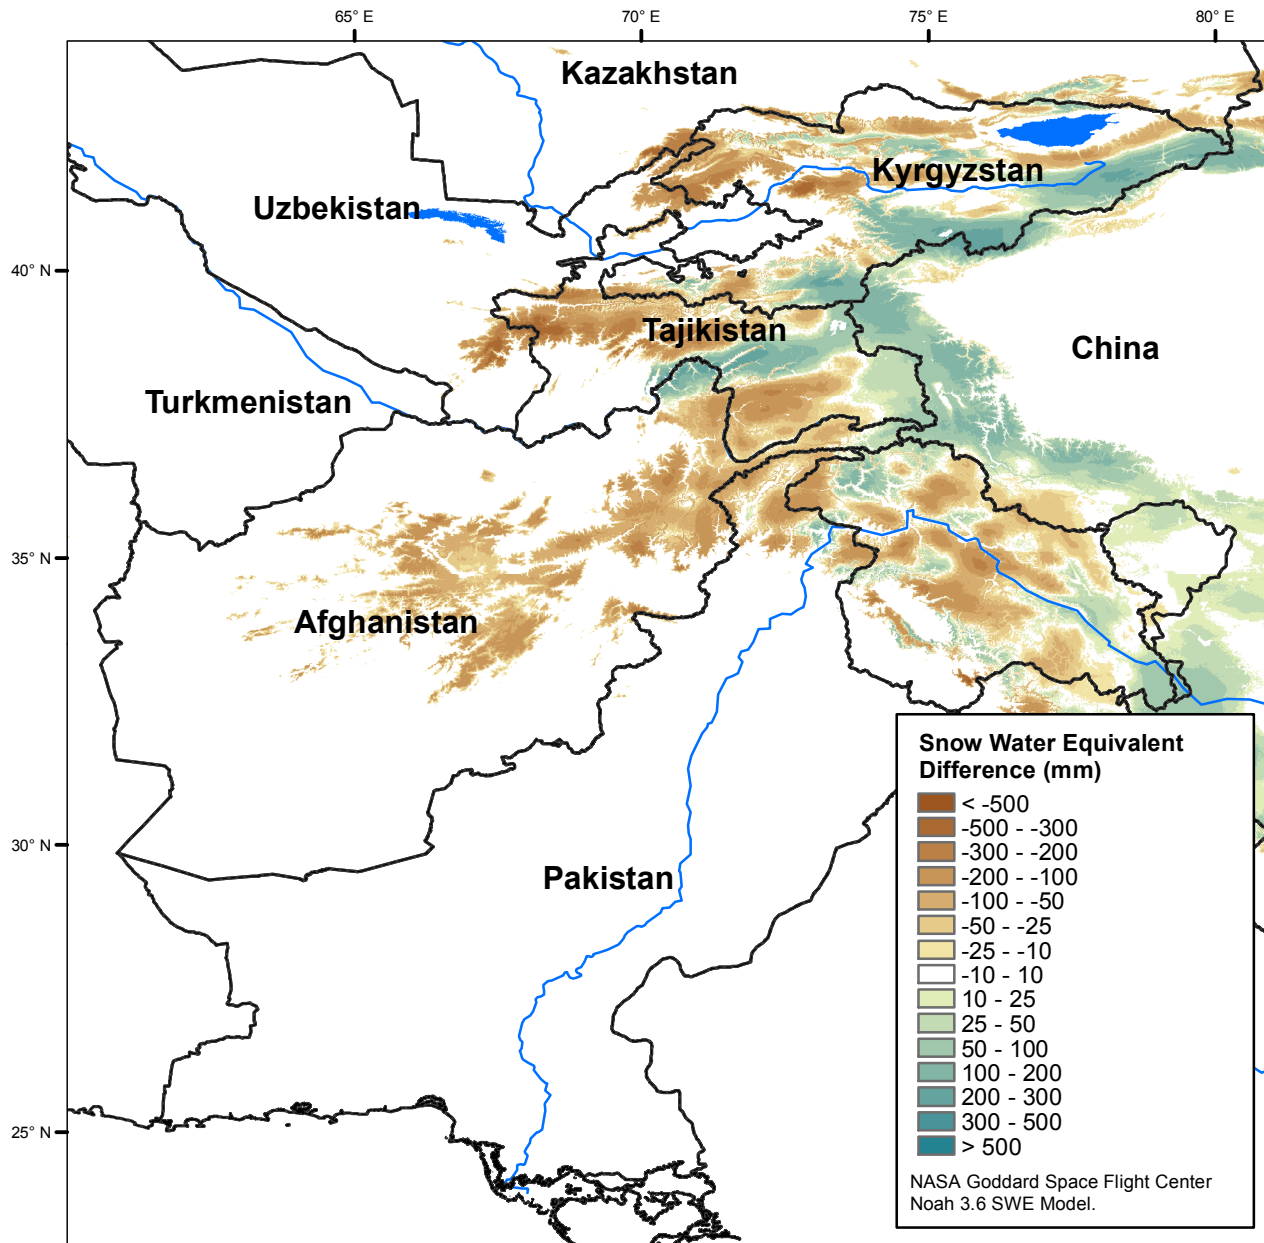 65° E
70° E
75° E
80° E
Kazakhstan
Kyrgyzstan
Uzbekistan
40° N
Tajikistan
China
Turkmenistan
35° N
Afghanistan
Snow Water Equivalent
Difference (mm)
< -500
-500 - -300
-300 - -200
-200 - -100
-100 - -50
-50 - -25
-25 - -10
-10 - 10
10 - 25
25 - 50
50 - 100
100 - 200
200 - 300
300 - 500
> 500
NASA Goddard Space Flight Center
Noah 3.6 SWE Model.
30° N
Pakistan
25° N